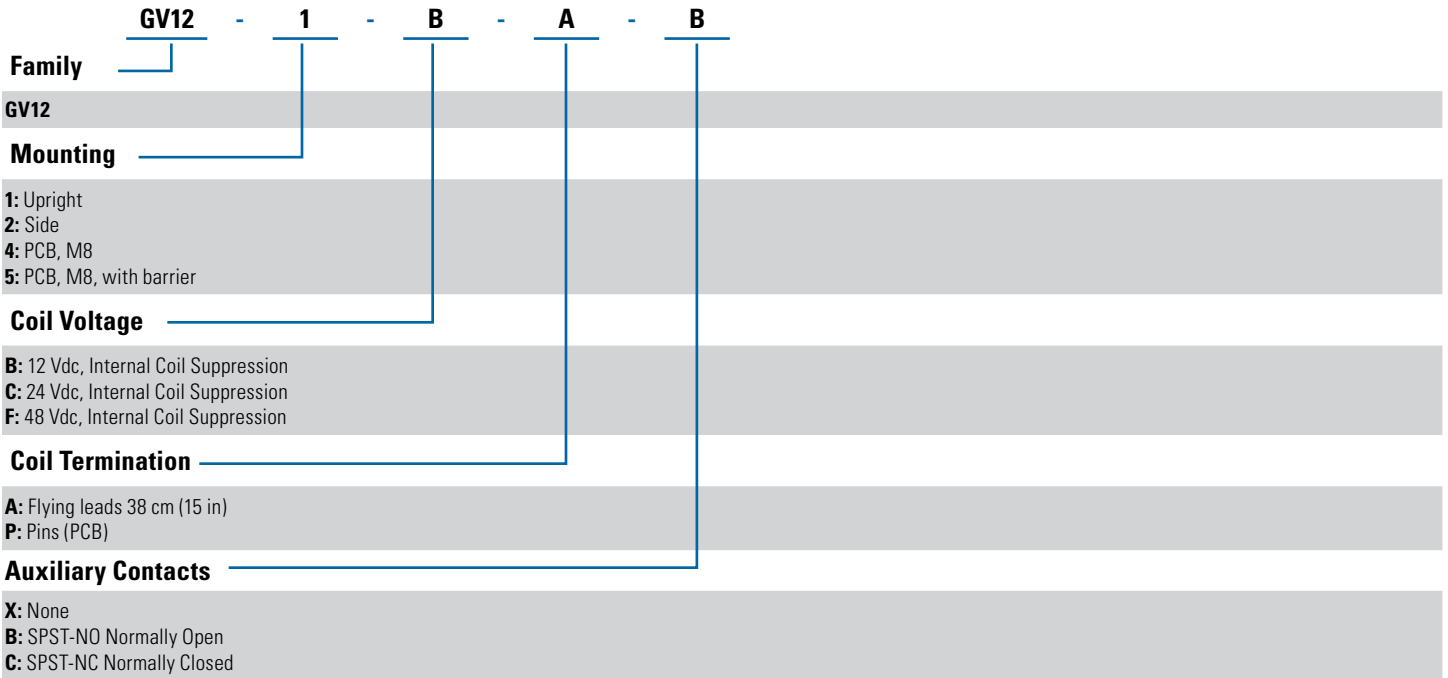 GV12 - 1 - B - A - B
Family
GV12
Mounting
1: Upright
2: Side
4: PCB, M8
5: PCB, M8, with barrier
Coil Voltage
B: 12 Vdc, Internal Coil Suppression
C: 24 Vdc, Internal Coil Suppression
F: 48 Vdc, Internal Coil Suppression
Coil Termination
A: Flying leads 38 cm (15 in)
P: Pins (PCB)
Auxiliary Contacts
X: None
B: SPST-NO Normally Open
C: SPST-NC Normally Closed